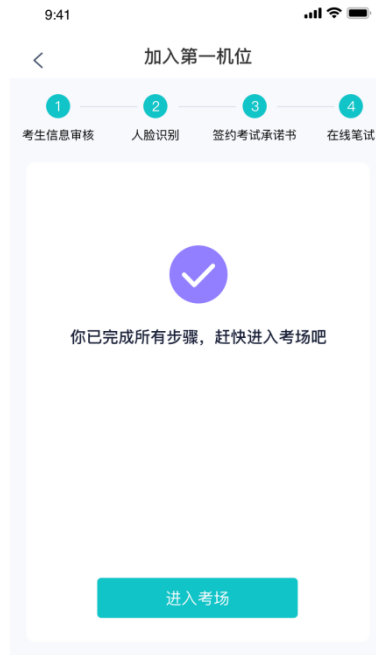 9:41
加入第一机位
1 2 3 4
考生信息审核 人脸识别 签约考试承诺书 在线笔试
你已完成所有步骤，赶快进入考场吧
进入考场